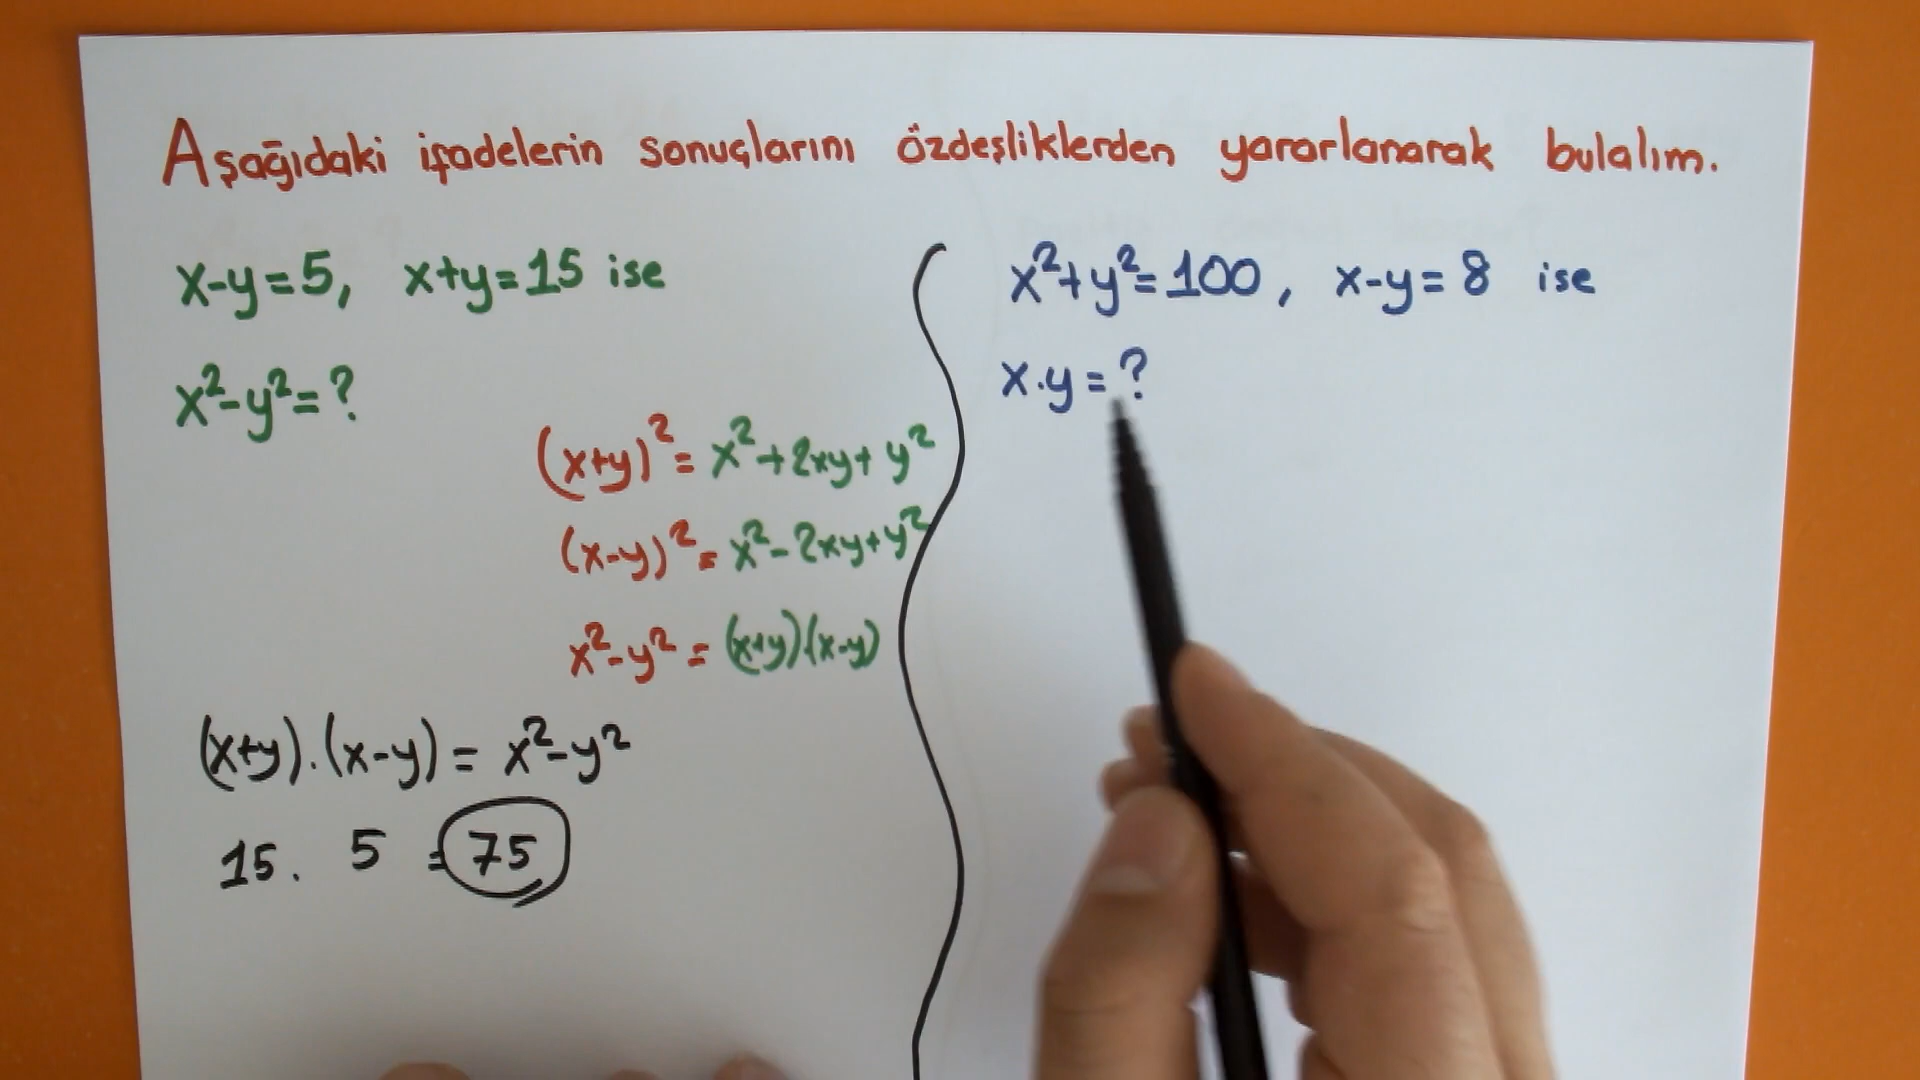 Aşağıdaki ifadelerin sonuçlarını özdeşliklerden yararlanarak bulalım.
x-y=5, x+y=15 ise
x²-y²=?
(x+y)²=x²+2xy+y²
(x-y)²=x²-2xy+y²
x²-y²=(x+y).(x-y)
(x+y).(x-y)=x²-y²
15. 5 =75
x²+y²=100, x-y=8 ise
x.y=?